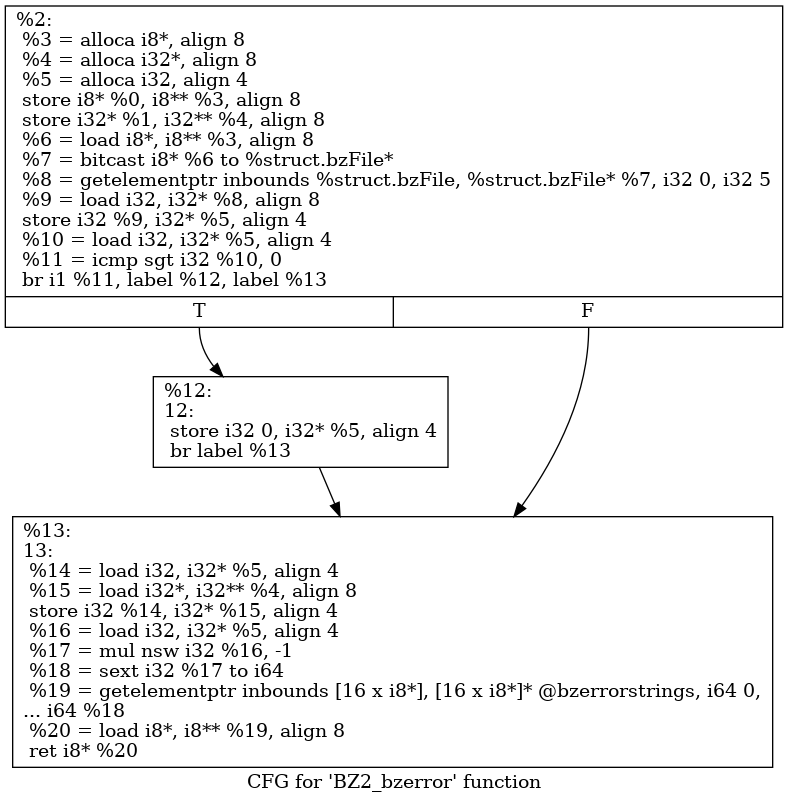 %2:
%3 = alloca i8*, align 8
%4 = alloca i32*, align 8
%5 = alloca i32, align 4
store i8* %0, i8** %3, align 8
store i32* %1, i32** %4, align 8
%6 = load i8*, i8** %3, align 8
%7 = bitcast i8* %6 to %struct.bzFile*
%8 = getelementptr inbounds %struct.bzFile, %struct.bzFile* %7, i32 0, i32 5
%9 = load i32, i32* %8, align 8
store i32 %9, i32* %5, align 4
%10 = load i32, i32* %5, align 4
%11 = icmp sgt i32 %10, 0
br i1 %11, label %12, label %13
T F
%12:
12:
store i32 0, i32* %5, align 4
br label %13
%13:
13:
%14 = load i32, i32* %5, align 4
%15 = load i32*, i32** %4, align 8
store i32 %14, i32* %15, align 4
%16 = load i32, i32* %5, align 4
%17 = mul nsw i32 %16, -1
%18 = sext i32 %17 to i64
%19 = getelementptr inbounds [16 x i8*], [16 x i8*]* @bzerrorstrings, i64 0,
... i64 %18
%20 = load i8*, i8** %19, align 8
ret i8* %20
CFG for 'BZ2_bzerror' function